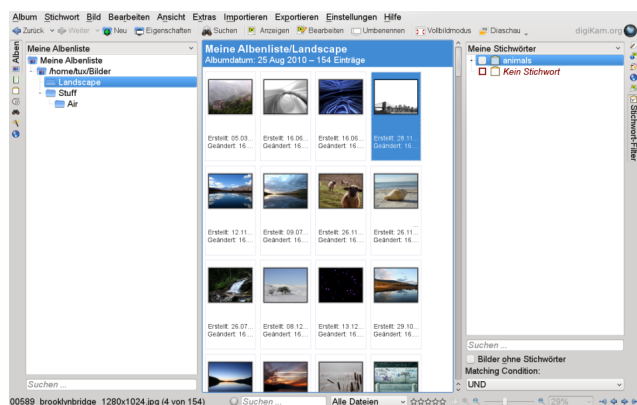 Album Stichwort Bild Bearbeiten Ansicht Extras Importieren Exportieren Einstellungen Hilfe
Zurück Weiter Neu Eigenschaften Suchen Anzeigen Bearbeiten Umbenennen Vollbildmodus Diaschau digiKam.org
Alben
Meine Albenliste
Meine Albenliste
/home/tux/Bilder
Landscape
Stuff
Air
Suchen ...
Meine Albenliste/Landscape
Albumdatum: 25 Aug 2010 – 154 Einträge
Erstellt: 05.03... Erstellt: 16.06... Erstellt: 16.06... Erstellt: 28.11...
Geändert: 16.... Geändert: 16.... Geändert: 16.... Geändert: 16....
Erstellt: 12.11... Erstellt: 09.07... Erstellt: 26.11... Erstellt: 26.11...
Geändert: 16.... Geändert: 16.... Geändert: 16.... Geändert: 16....
Erstellt: 26.07... Erstellt: 08.12... Erstellt: 13.12... Erstellt: 29.10...
Geändert: 16.... Geändert: 16.... Geändert: 16.... Geändert: 16....
Meine Stichwörter
animals
Kein Stichwort
Suchen ...
Bilder ohne Stichwörter
Matching Condition:
UND
Stichwort-Filter
00589_brooklynbridge_1280x1024.jpg (4 von 154) Suchen ... Alle Dateien 29%